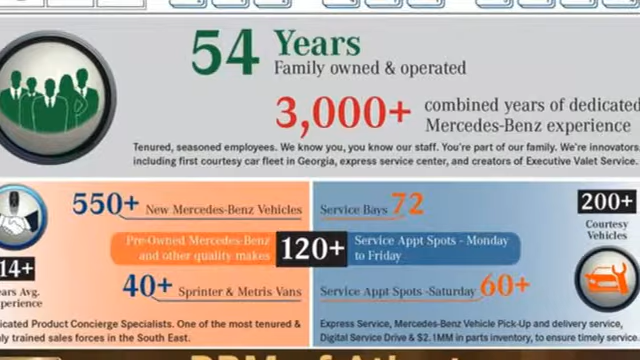 54 Years
Family owned & operated
3,000+ combined years of dedicated
Mercedes-Benz experience
Tenured, seasoned employees. We know you, you know our staff. You're part of our family. We're innovators,
including first courtesy car fleet in Georgia, express service center, and creators of Executive Valet Service.
550+ New Mercedes-Benz Vehicles
Pre-Owned Mercedes-Benz
and other quality makes
120+
40+ Sprinter & Metris Vans
14+
Avg.
Product Concierge Specialists. One of the most tenured &
trained sales forces in the South East.
Service Bays 72
Service Appt Spots - Monday
to Friday
Service Appt Spots -Saturday 60+
200+
Courtesy
Vehicles
Express Service, Mercedes-Benz Vehicle Pick-Up and delivery service,
Digital Service Drive & $2.1MM in parts inventory, to ensure timely service.